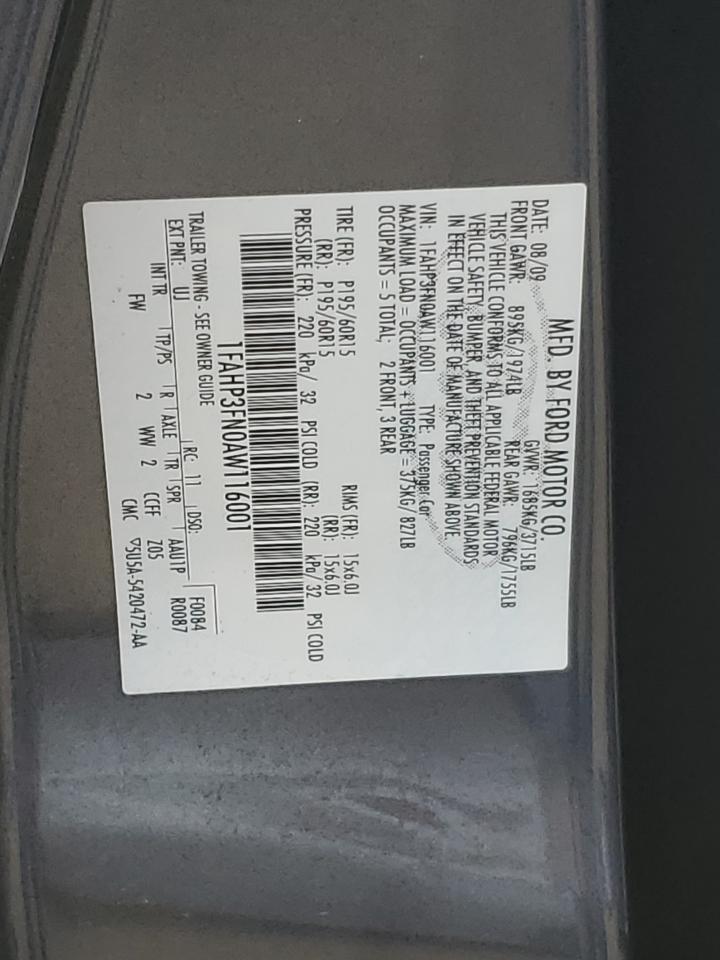 MFD. BY FORD MOTOR CO.
DATE: 08/09 GVWR: 1685KG/3715LB
FRONT GAWR: 895KG/1974LB REAR GAWR: 796KG/1755LB
THIS VEHICLE CONFORMS TO ALL APPLICABLE FEDERAL MOTOR
VEHICLE SAFETY, BUMPER, AND THEFT PREVENTION STANDARDS
IN EFFECT ON THE DATE OF MANUFACTURE SHOWN ABOVE.
VIN: 1FAHP3FN0AW116001 TYPE: Passenger Car
MAXIMUM LOAD = OCCUPANTS + LUGGAGE = 375KG/827LB
OCCUPANTS = 5 TOTAL; 2 FRONT, 3 REAR
TIRE (FR): P195/60R15 RIMS (FR): 15x6.0J
(RR): P195/60R15 (RR): 15x6.0J
PRESSURE (FR): 220 kPa/ 32 PSI COLD (RR): 220 kPa/ 32 PSI COLD
1FAHP3FN0AW116001
TRAILER TOWING - SEE OWNER GUIDE
F0084
EXT PNT: UJ RC: 11 DSO: R0087
INT TR TP/PS R AXLE TR SPR AAU1P
FW 2 WW 2 CCFF Z05
CMC ▽5U5A-5420472-AA